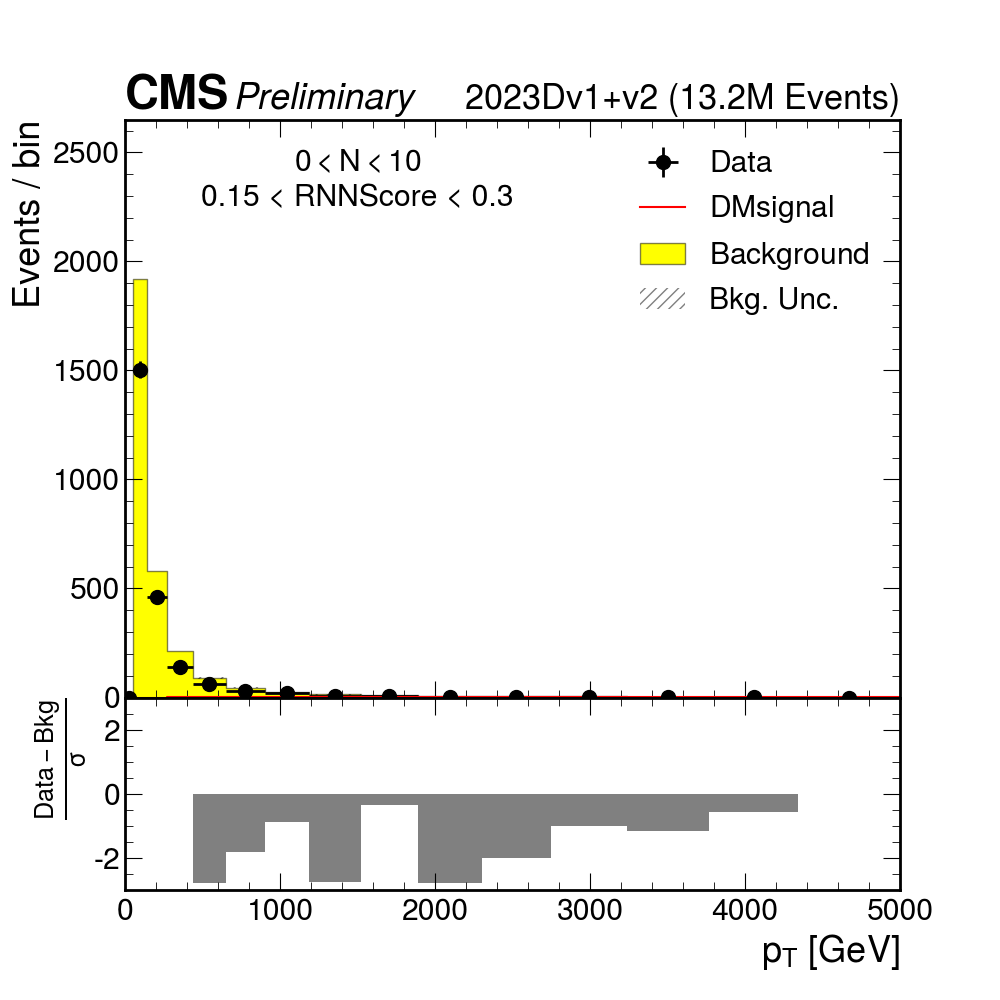 CMS Preliminary 2023Dv1+v2 (13.2M Events)
Events / bin
0 < N < 10
0.15 < RNNScore < 0.3
Data
DMsignal
Background
Bkg. Unc.
2500
2000
1500
1000
500
0
Data − Bkg
σ
2
0
-2
0 1000 2000 3000 4000 5000
pT [GeV]